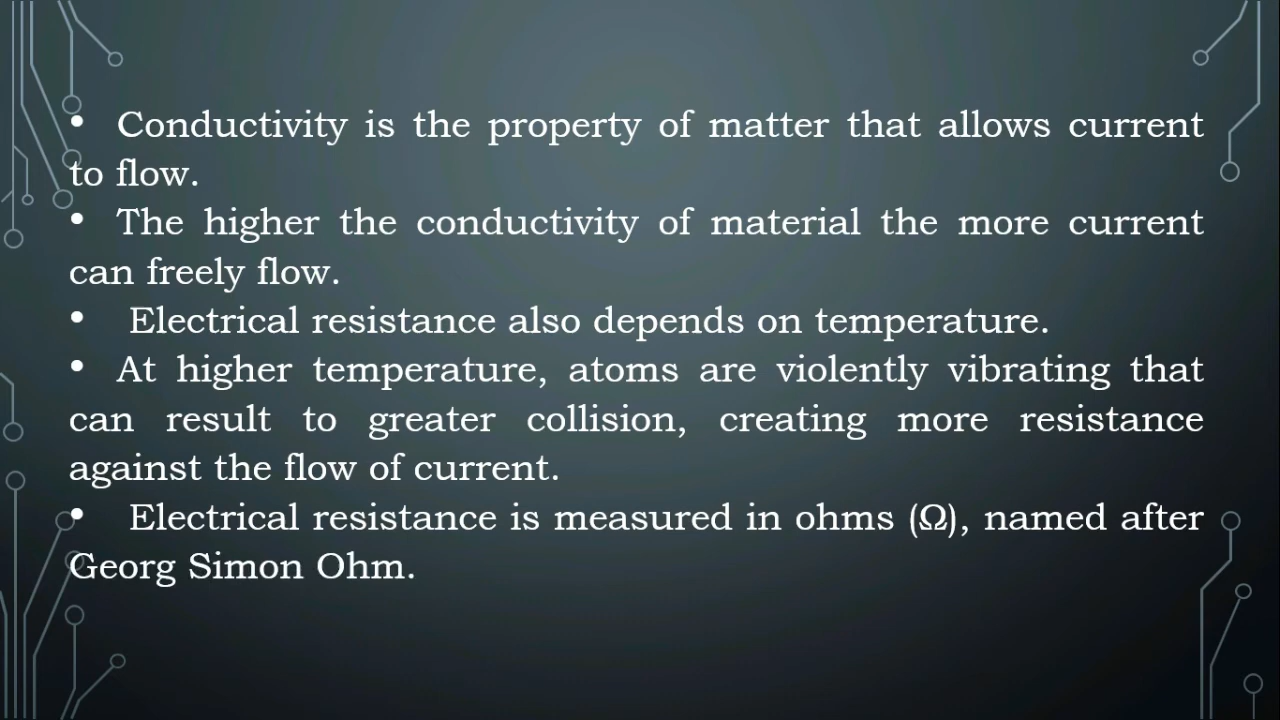 • Conductivity is the property of matter that allows current
to flow.
• The higher the conductivity of material the more current
can freely flow.
• Electrical resistance also depends on temperature.
• At higher temperature, atoms are violently vibrating that
can result to greater collision, creating more resistance
against the flow of current.
• Electrical resistance is measured in ohms (Ω), named after
Georg Simon Ohm.